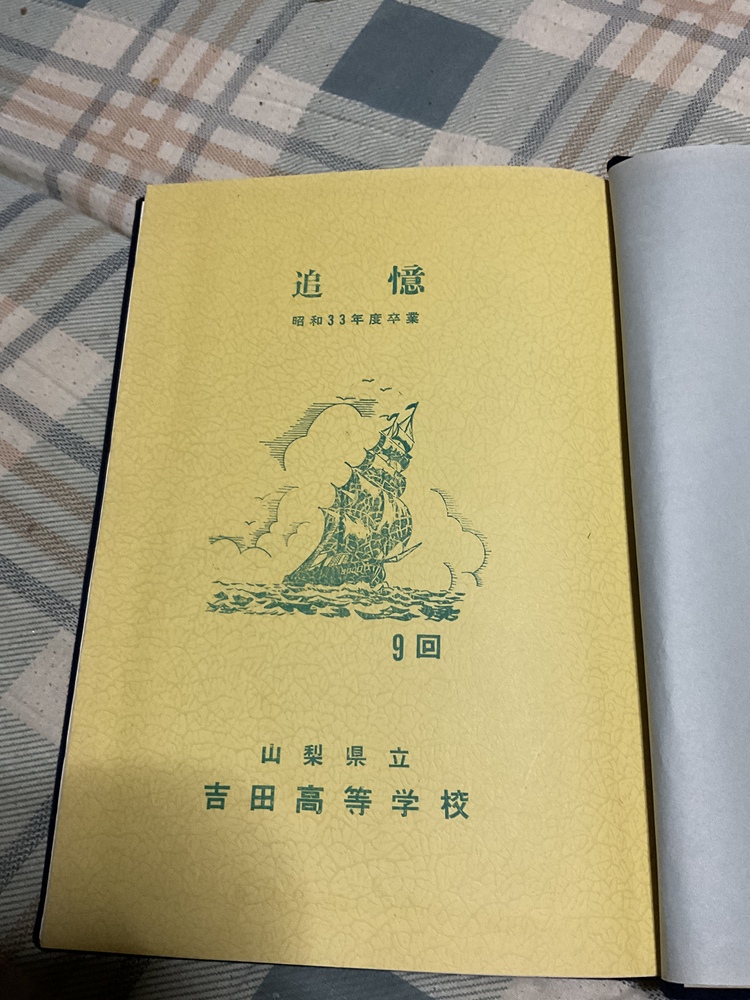 追憶
昭和33年度卒業
9回
山梨県立
吉田高等学校